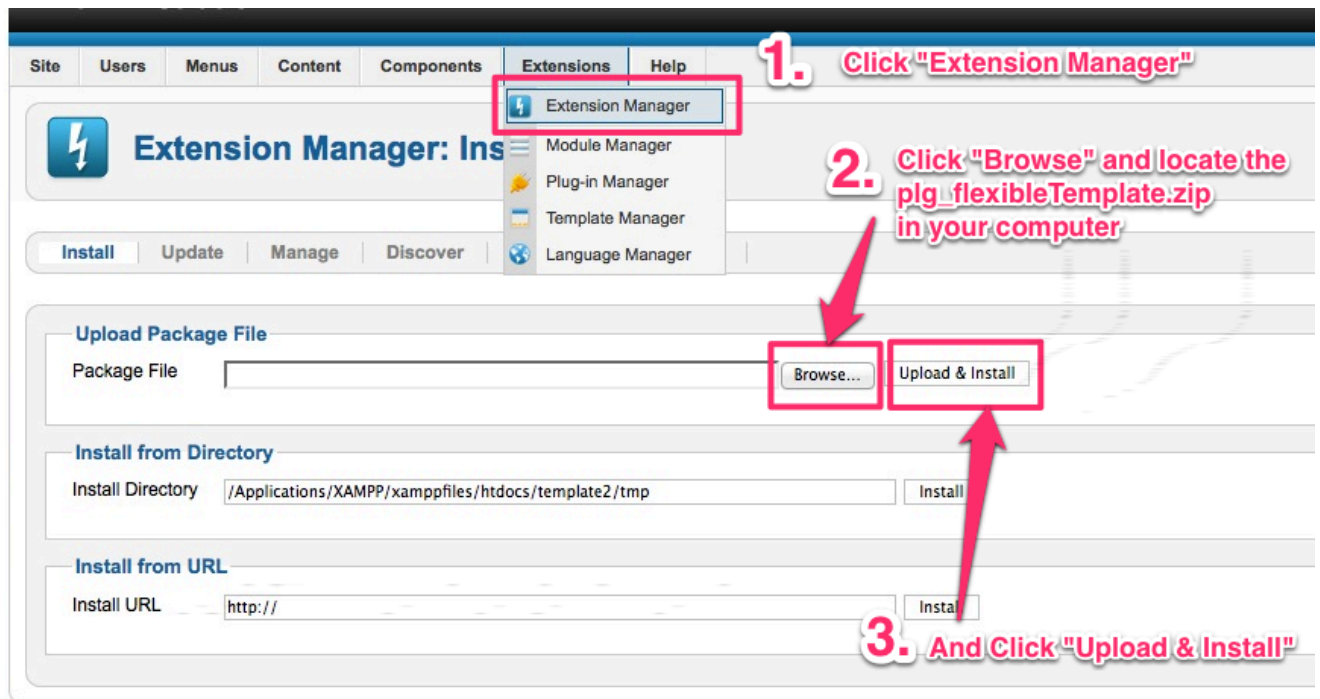 Site Users Menus Content Components Extensions Help
1. Click "Extension Manager"
Extension Manager
Extension Manager: Ins
Module Manager
Plug-in Manager
Template Manager
Language Manager
2. Click "Browse" and locate the
plg_flexibleTemplate.zip
in your computer
Install Update Manage Discover
Upload Package File
Package File Browse... Upload & Install
Install from Directory
Install Directory /Applications/XAMPP/xamppfiles/htdocs/template2/tmp Install
Install from URL
Install URL http:// Install
3. And Click "Upload & Install"